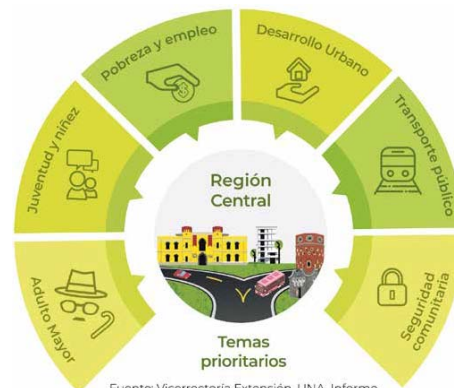 Adulto Mayor
Juventud y niñez
Pobreza y empleo
Desarrollo Urbano
Transporte público
Seguridad
comunitaria
Región
Central
Temas
prioritarios
Fuente: Vicerrectoría Extensión, UNA, Informe